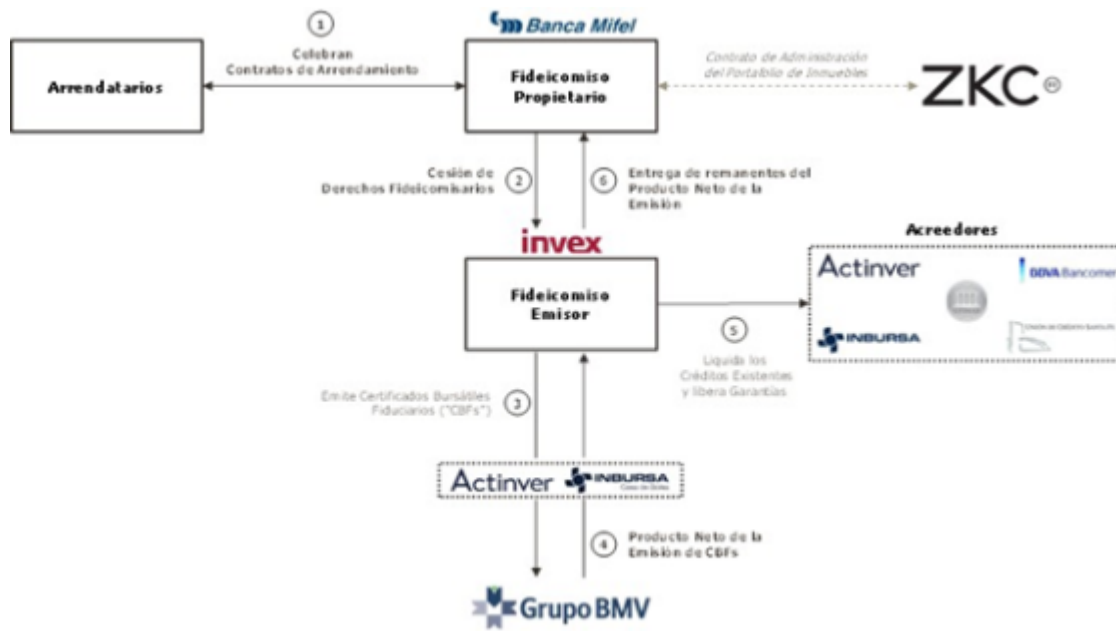 1
Celebran
Contratos de Arrendamiento
Banca Mifel
Arrendatarios
Fideicomiso
Propietario
Contrato de Administración
del Portafolio de Inmuebles
ZKC
Cesión de
Derechos Fideicomisarios
2
6
Entrega de remanentes del
Producto Neto de la
Emisión
invex
Fideicomiso
Emisor
Acreedores
Actinver
BBVA Bancomer
INBURSA
5
Liquida los
Créditos Existentes
y libera Garantías
Emite Certificados Bursátiles
Fiduciarios ("CBFs")
3
Actinver
INBURSA
Casa de Bolsa
4
Producto Neto de la
Emisión de CBFs
Grupo BMV